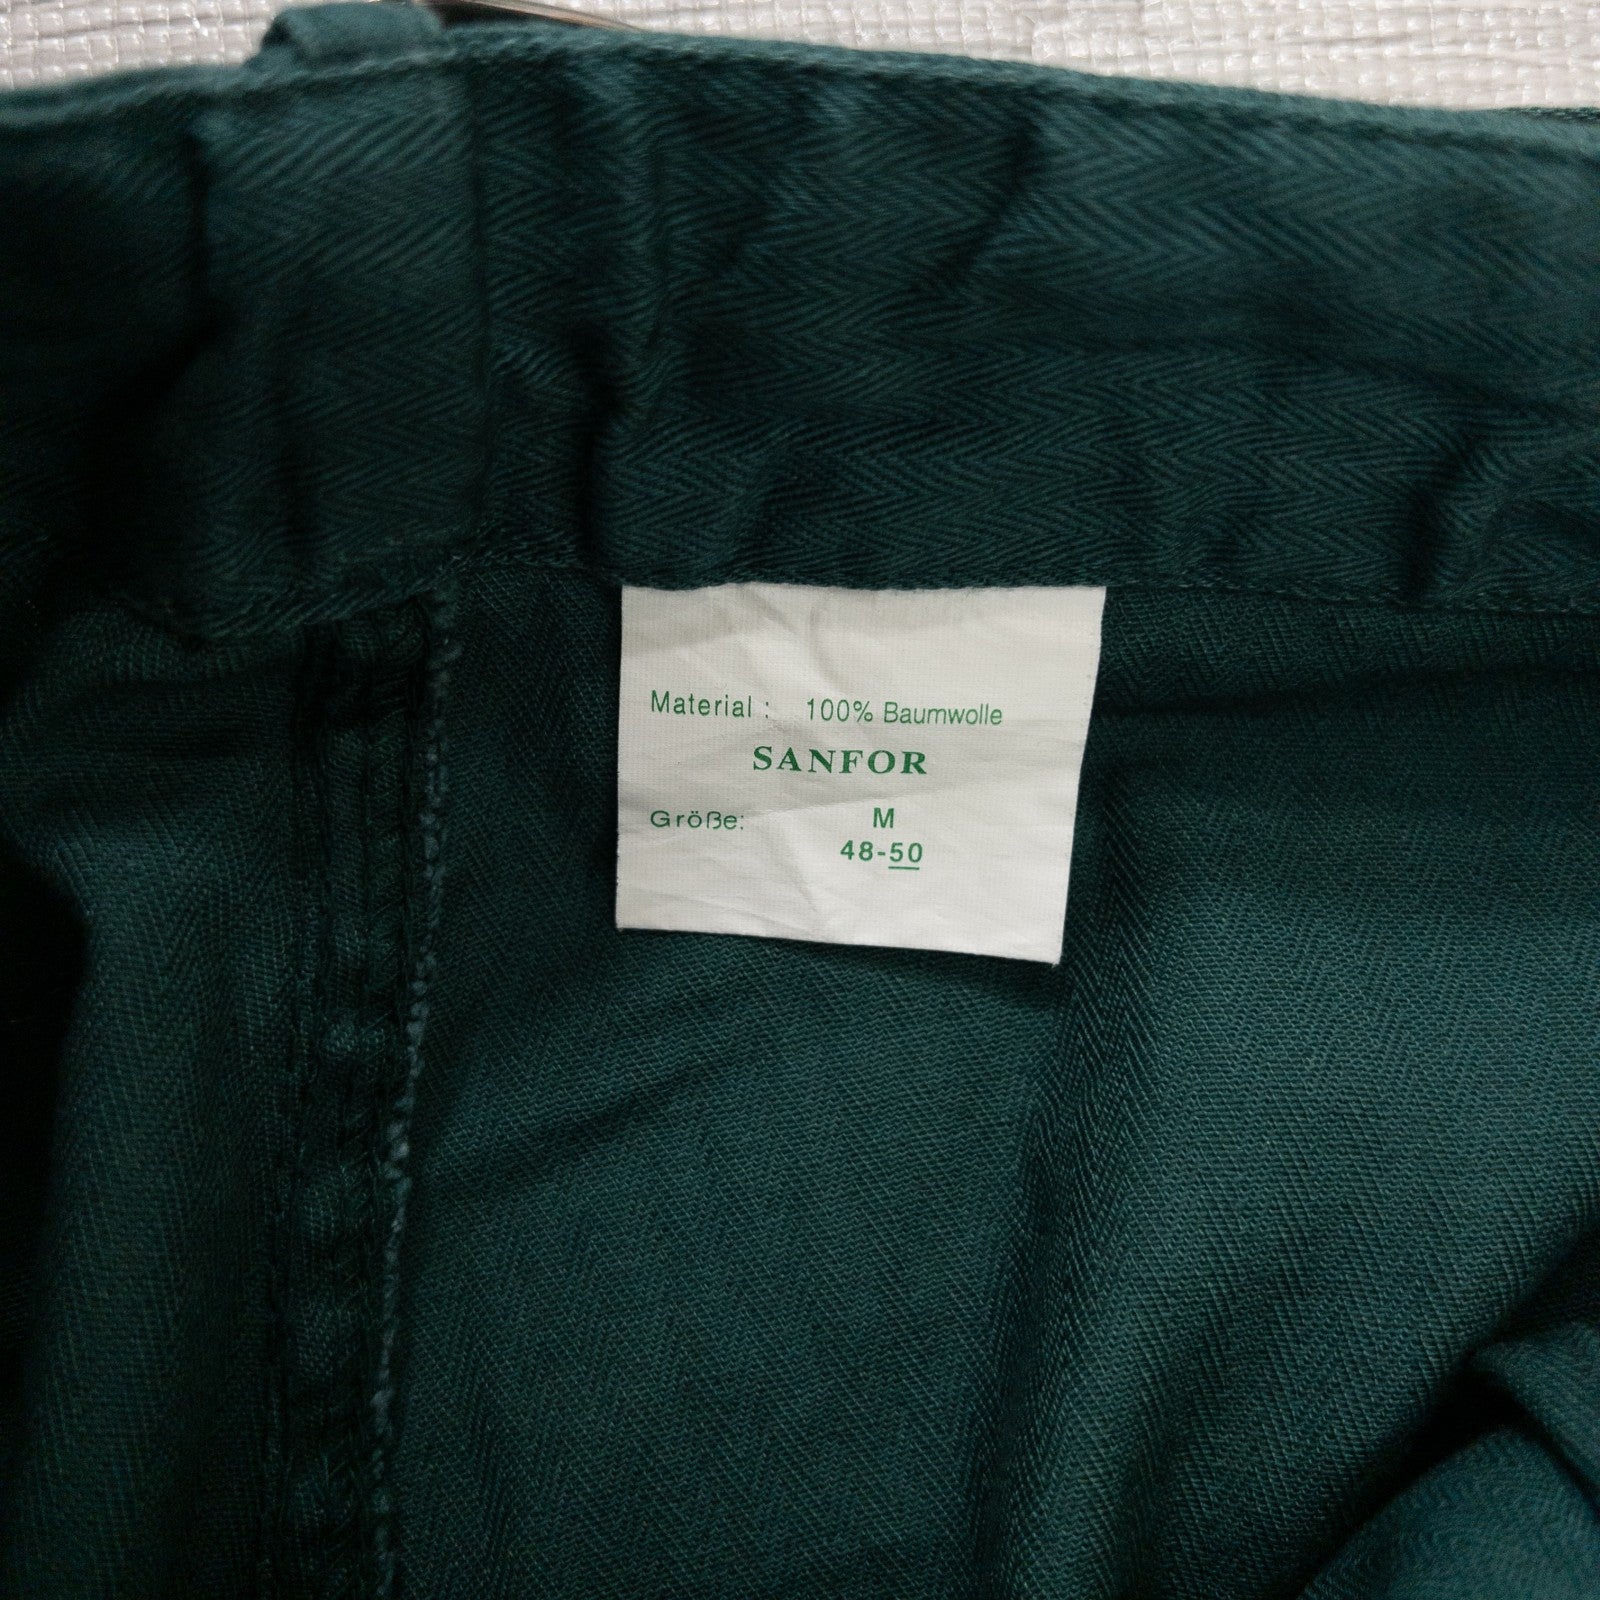 Material : 100% Baumwolle
SANFOR
Größe: M
48-50